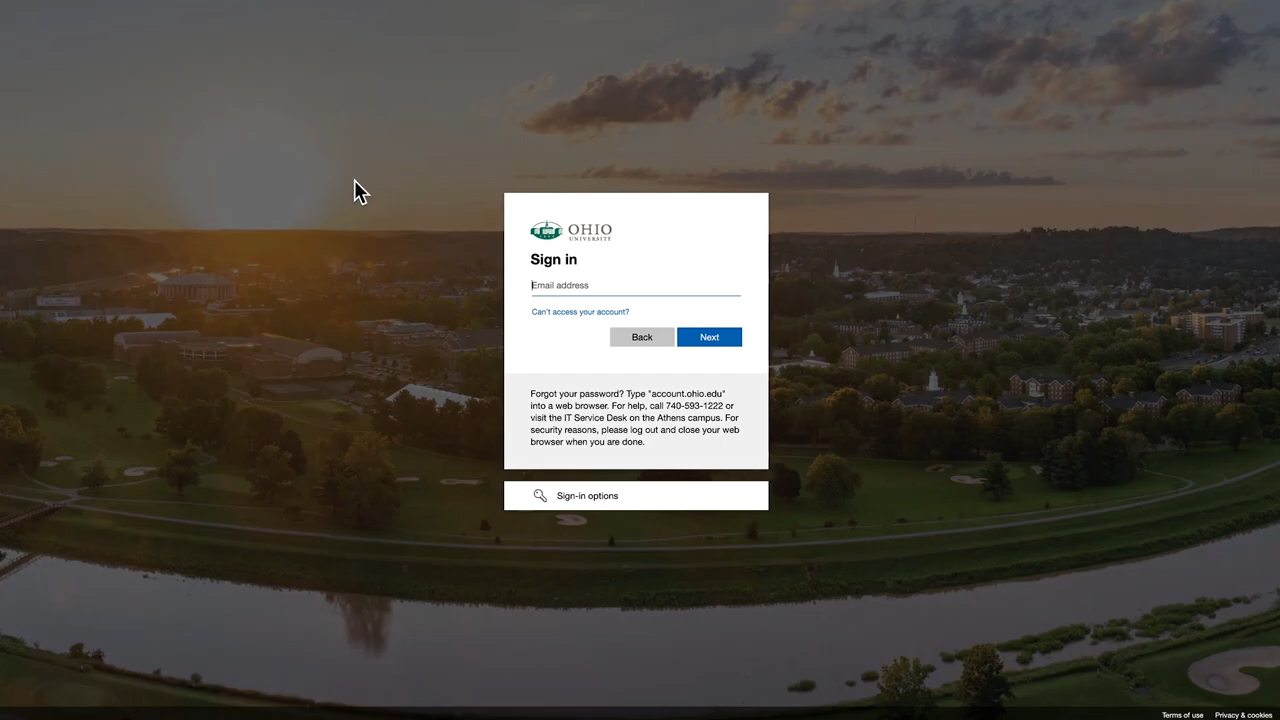 OHIO
UNIVERSITY
Sign in
Email address
Can't access your account?
Back
Next
Forgot your password? Type "account.ohio.edu"
into a web browser. For help, call 740-593-1222 or
visit the IT Service Desk on the Athens campus. For
security reasons, please log out and close your web
browser when you are done.
Sign-in options
Terms of use
Privacy & cookies